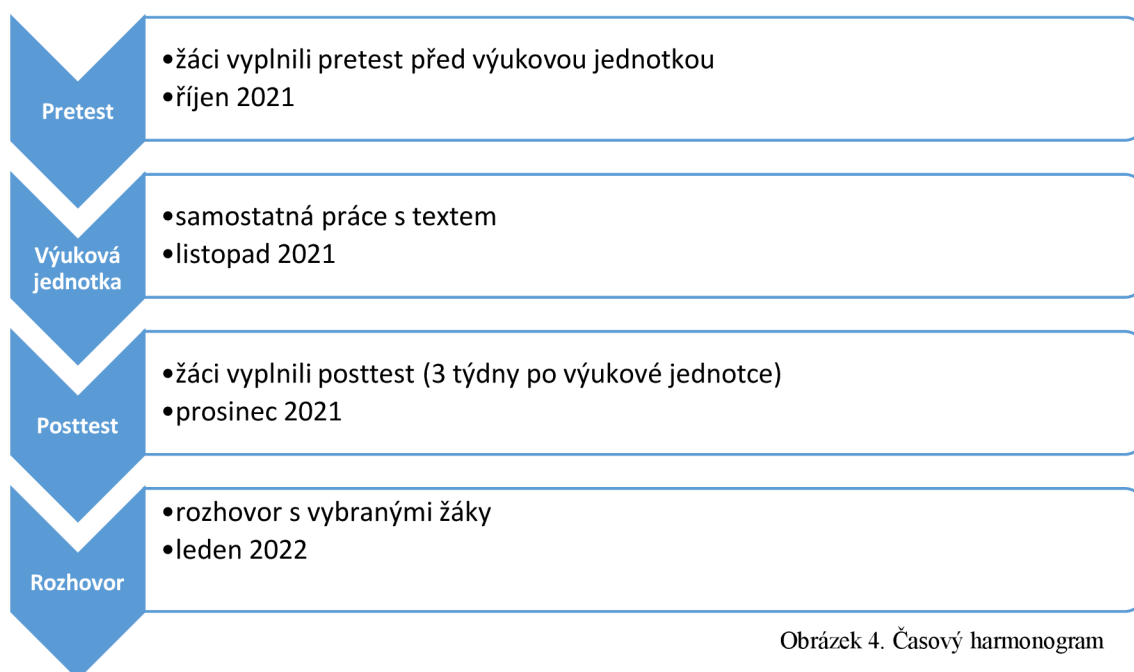 Pretest
•žáci vyplnili pretest před výukovou jednotkou
•říjen 2021
Výuková
jednotka
•samostatná práce s textem
•listopad 2021
Posttest
•žáci vyplnili posttest (3 týdny po výukové jednotce)
•prosinec 2021
Rozhovor
•rozhovor s vybranými žáky
•leden 2022
Obrázek 4. Časový harmonogram